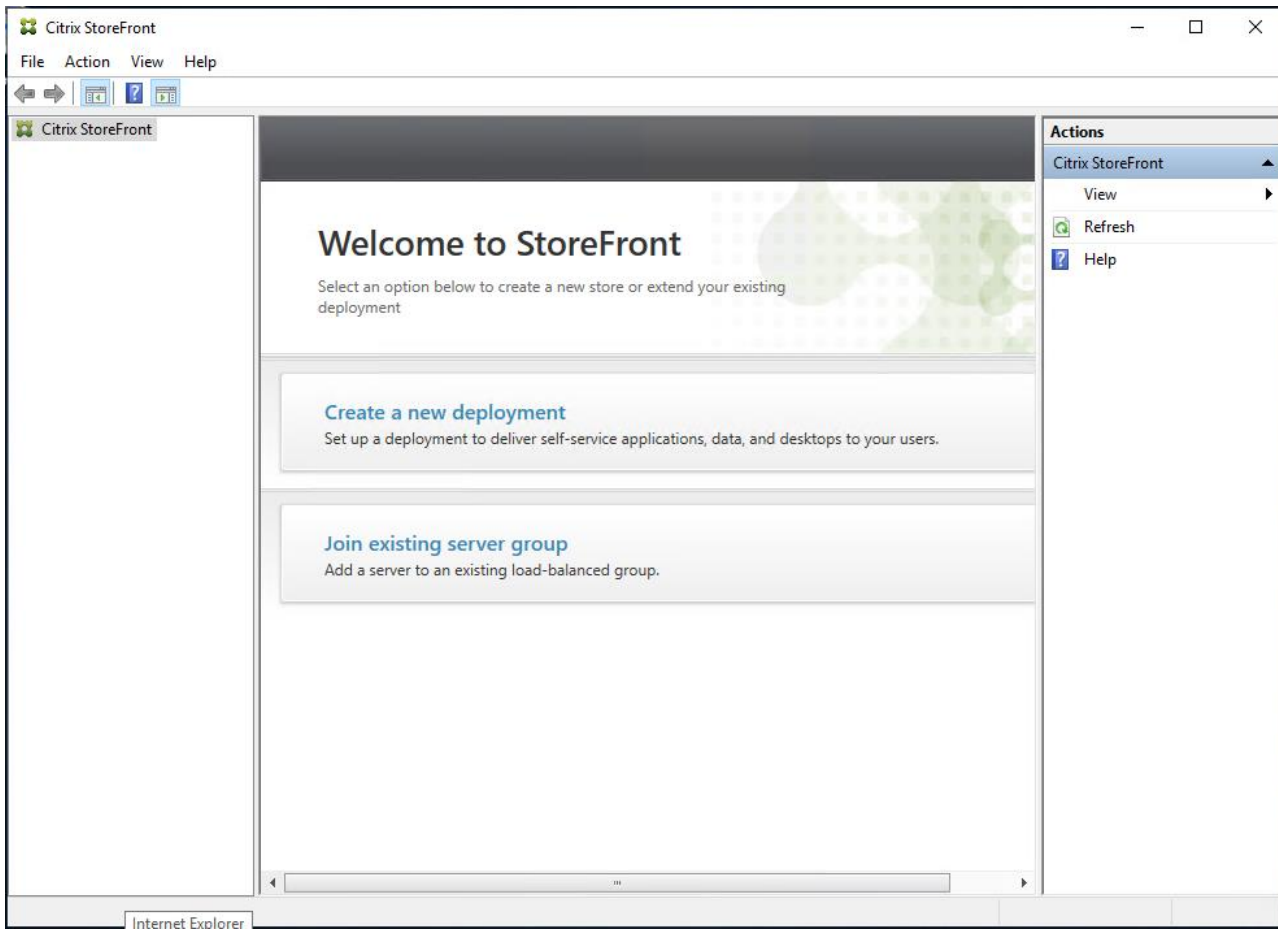 Citrix StoreFront
File Action View Help
Citrix StoreFront
Welcome to StoreFront
Select an option below to create a new store or extend your existing
deployment
Create a new deployment
Set up a deployment to deliver self-service applications, data, and desktops to your users.
Join existing server group
Add a server to an existing load-balanced group.
Actions
Citrix StoreFront
View
Refresh
Help
Internet Explorer